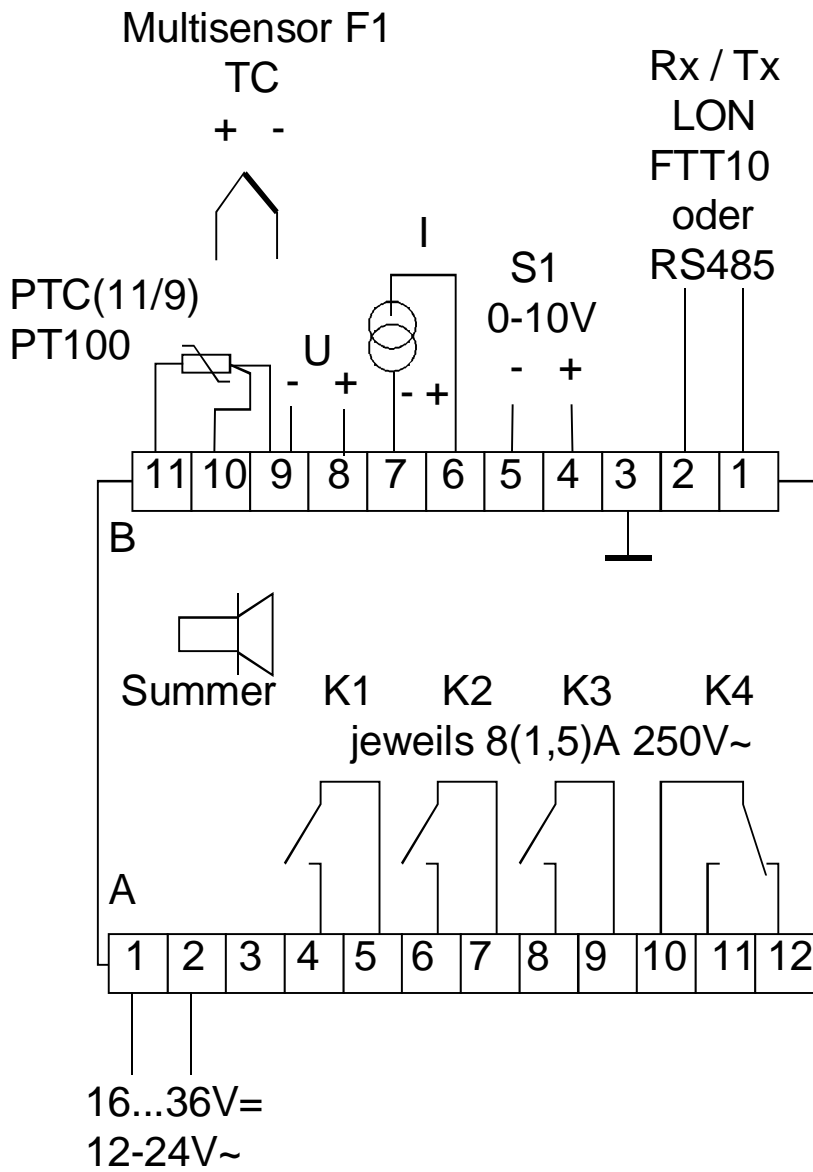 Multisensor F1
TC
+ -
Rx / Tx
LON
FTT10
oder
RS485
I
S1
0-10V
- +
PTC(11/9)
PT100
U
- +
- +
11 10 9 8 7 6 5 4 3 2 1
B
Summer K1 K2 K3 K4
jeweils 8(1,5)A 250V~
A
1 2 3 4 5 6 7 8 9 10 11 12
16...36V=
12-24V~